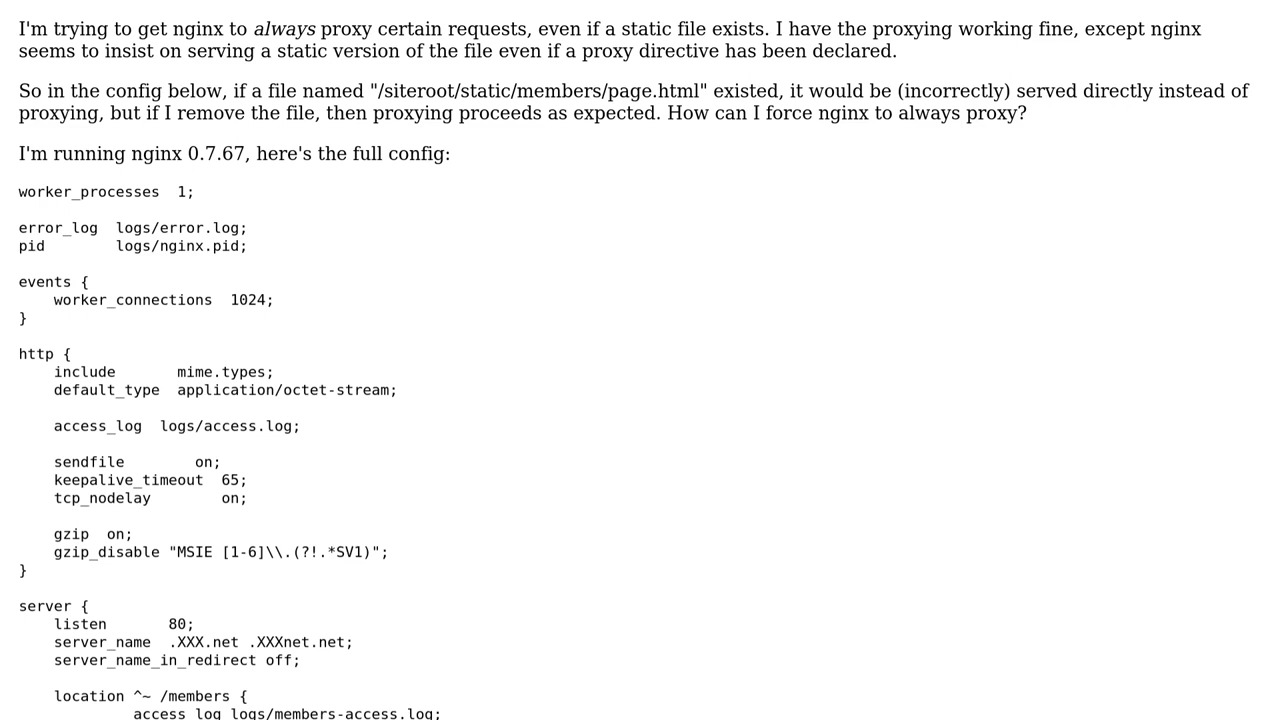 I'm trying to get nginx to always proxy certain requests, even if a static file exists. I have the proxying working fine, except nginx
seems to insist on serving a static version of the file even if a proxy directive has been declared.
So in the config below, if a file named "/siteroot/static/members/page.html" existed, it would be (incorrectly) served directly instead of
proxying, but if I remove the file, then proxying proceeds as expected. How can I force nginx to always proxy?
I'm running nginx 0.7.67, here's the full config:
worker_processes  1;
error_log  logs/error.log;
pid        logs/nginx.pid;
events {
    worker_connections  1024;
}
http {
    include       mime.types;
    default_type  application/octet-stream;
    access_log  logs/access.log;
    sendfile        on;
    keepalive_timeout  65;
    tcp_nodelay        on;
    gzip  on;
    gzip_disable "MSIE [1-6]\\.(?!.*SV1)";
}
server {
    listen       80;
    server_name  .XXX.net .XXXnet.net;
    server_name_in_redirect off;
    location ^~ /members {
             access_log logs/members-access.log;